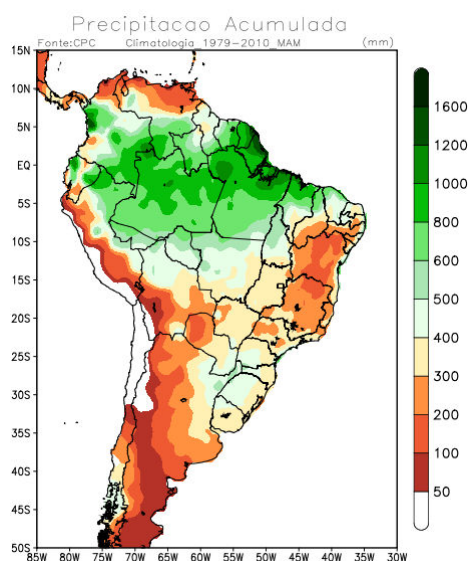 Precipitacao Acumulada
Fonte:CPC Climatologia_1979-2010_MAM (mm)
15N
10N
5N
EQ
5S
10S
15S
20S
25S
30S
35S
40S
45S
50S
85W 80W 75W 70W 65W 60W 55W 50W 45W 40W 35W 30W
1600
1200
1000
800
600
500
400
300
200
100
50